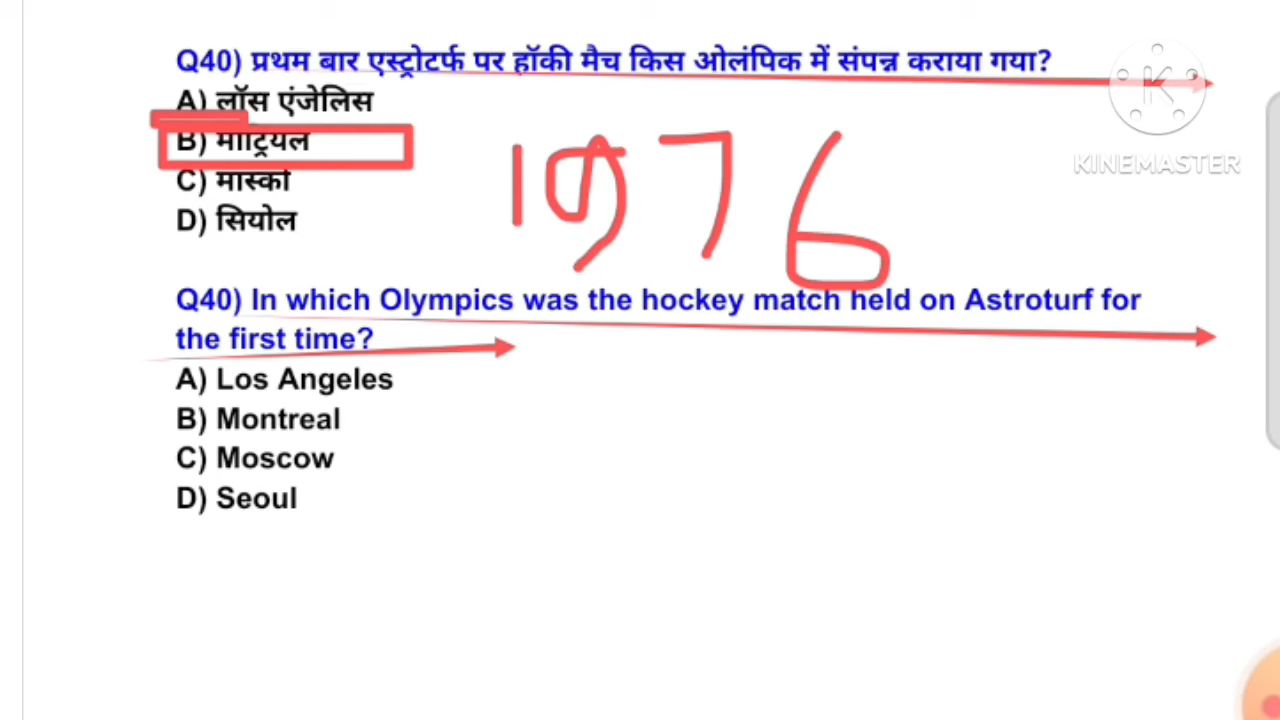 Q40) प्रथम बार एस्ट्रोटर्फ पर हॉकी मैच किस ओलंपिक में संपन्न कराया गया?
A) लॉस एंजेलिस
B) मांट्रियल
C) मास्को
D) सियोल
1976
KINEMASTER
Q40) In which Olympics was the hockey match held on Astroturf for
the first time?
A) Los Angeles
B) Montreal
C) Moscow
D) Seoul